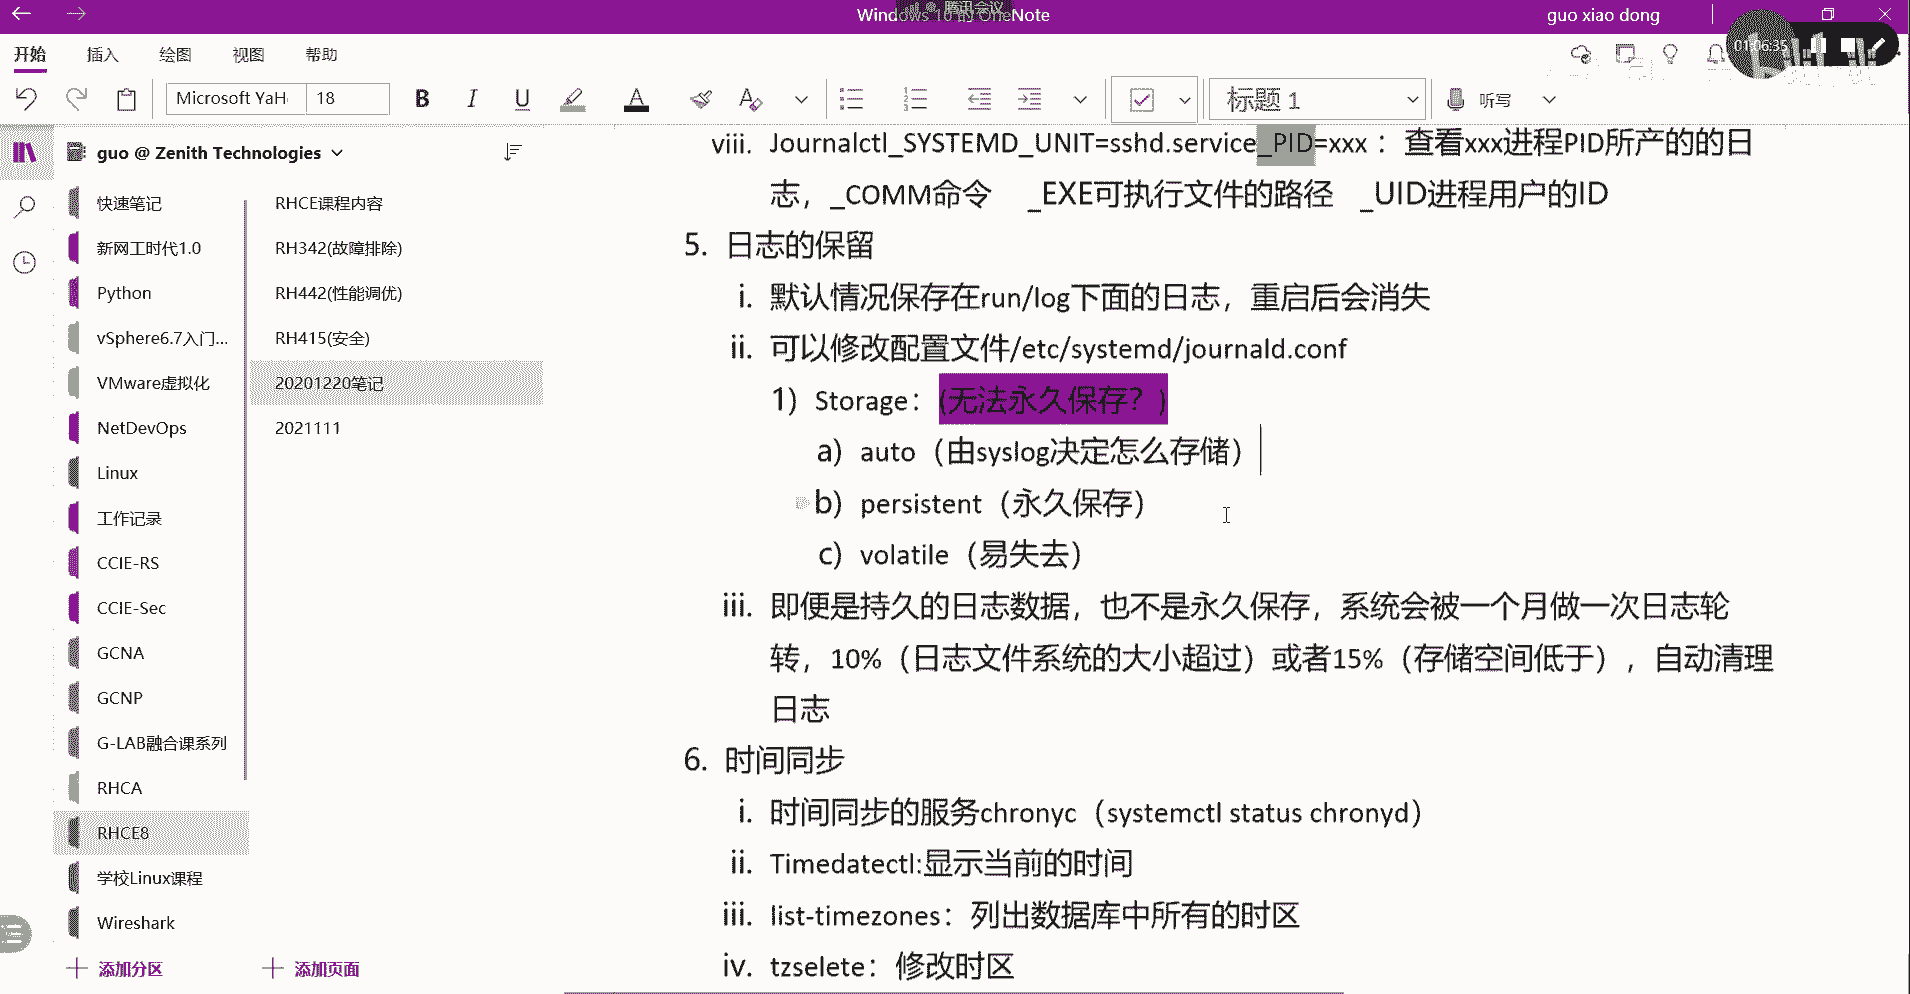 Windows 10 的 OneNote
腾讯会议
guo xiao dong
开始 插入 绘图 视图 帮助
01:06:35
Microsoft YaH 18 B I U A 标题 1 听写
guo @ Zenith Technologies
快速笔记
新网工时代1.0
Python
vSphere6.7入门...
VMware虚拟化
NetDevOps
Linux
工作记录
CCIE-RS
CCIE-Sec
GCNA
GCNP
G-LAB融合课系列
RHCA
RHCE8
学校Linux课程
Wireshark
添加分区
RHCE课程内容
RH342(故障排除)
RH442(性能调优)
RH415(安全)
20201220笔记
2021111
添加页面
viii. Journalctl_SYSTEMD_UNIT=sshd.service_PID=xxx：查看xxx进程PID所产的的日
志，_COMM命令 _EXE可执行文件的路径 _UID进程用户的ID
5. 日志的保留
i. 默认情况保存在run/log下面的日志，重启后会消失
ii. 可以修改配置文件/etc/systemd/journald.conf
1) Storage：(无法永久保存？)
a) auto（由syslog决定怎么存储）
b) persistent（永久保存）
c) volatile（易失去）
iii. 即便是持久的日志数据，也不是永久保存，系统会被一个月做一次日志轮
转，10%（日志文件系统的大小超过）或者15%（存储空间低于），自动清理
日志
6. 时间同步
i. 时间同步的服务chronyc（systemctl status chronyd）
ii. Timedatectl:显示当前的时间
iii. list-timezones：列出数据库中所有的时区
iv. tzselete：修改时区